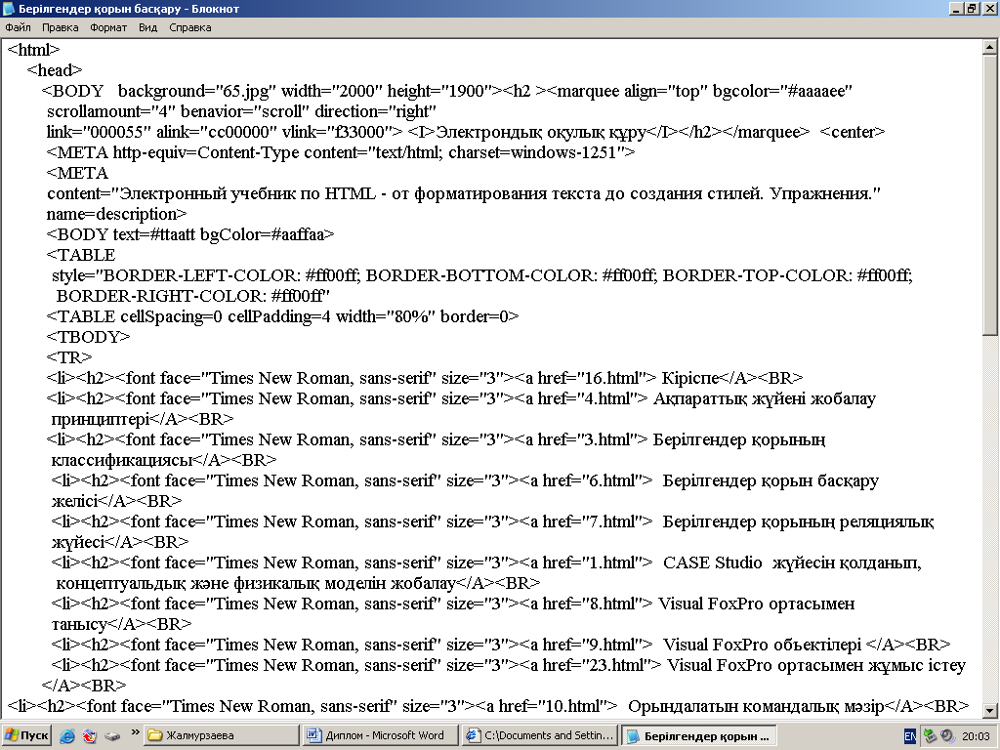 Берілгендер қорын басқару - Блокнот
Файл Правка Формат Вид Справка
<html>
<head>
<BODY background="65.jpg" width="2000" height="1900"><h2 ><marquee align="top" bgcolor="#aaaaee"
scrollamount="4" benavior="scroll" direction="right"
link="000055" alink="cc00000" vlink="f33000"> <I>Электрондық оқулық құру</I></h2></marquee> <center>
<META http-equiv=Content-Type content="text/html; charset=windows-1251">
<META
content="Электронный учебник по HTML - от форматирования текста до создания стилей. Упражнения."
name=description>
<BODY text=#ttaatt bgColor=#aaffaa>
<TABLE
style="BORDER-LEFT-COLOR: #ff00ff; BORDER-BOTTOM-COLOR: #ff00ff; BORDER-TOP-COLOR: #ff00ff;
BORDER-RIGHT-COLOR: #ff00ff"
<TABLE cellSpacing=0 cellPadding=4 width="80%" border=0>
<TBODY>
<TR>
<li><h2><font face="Times New Roman, sans-serif" size="3"><a href="16.html"> Кіріспе</A><BR>
<li><h2><font face="Times New Roman, sans-serif" size="3"><a href="4.html"> Ақпараттық жүйені жобалау
принциптері</A><BR>
<li><h2><font face="Times New Roman, sans-serif" size="3"><a href="3.html"> Берілгендер қорының
классификациясы</A><BR>
<li><h2><font face="Times New Roman, sans-serif" size="3"><a href="6.html"> Берілгендер қорын басқару
желісі</A><BR>
<li><h2><font face="Times New Roman, sans-serif" size="3"><a href="7.html"> Берілгендер қорының реляциялық
жүйесі</A><BR>
<li><h2><font face="Times New Roman, sans-serif" size="3"><a href="1.html"> CASE Studio жүйесін қолданып,
концептуальдық және физикалық моделін жобалау</A><BR>
<li><h2><font face="Times New Roman, sans-serif" size="3"><a href="8.html"> Visual FoxPro ортасымен
танысу</A><BR>
<li><h2><font face="Times New Roman, sans-serif" size="3"><a href="9.html"> Visual FoxPro объектілері </A><BR>
<li><h2><font face="Times New Roman, sans-serif" size="3"><a href="23.html"> Visual FoxPro ортасымен жұмыс істеу
</A><BR>
<li><h2><font face="Times New Roman, sans-serif" size="3"><a href="10.html"> Орындалатын командалық мәзір</A><BR>
Пуск » Жалмурзаева Диплом - Microsoft Word C:\Documents and Settin... Берілгендер қорын ... EN 20:03